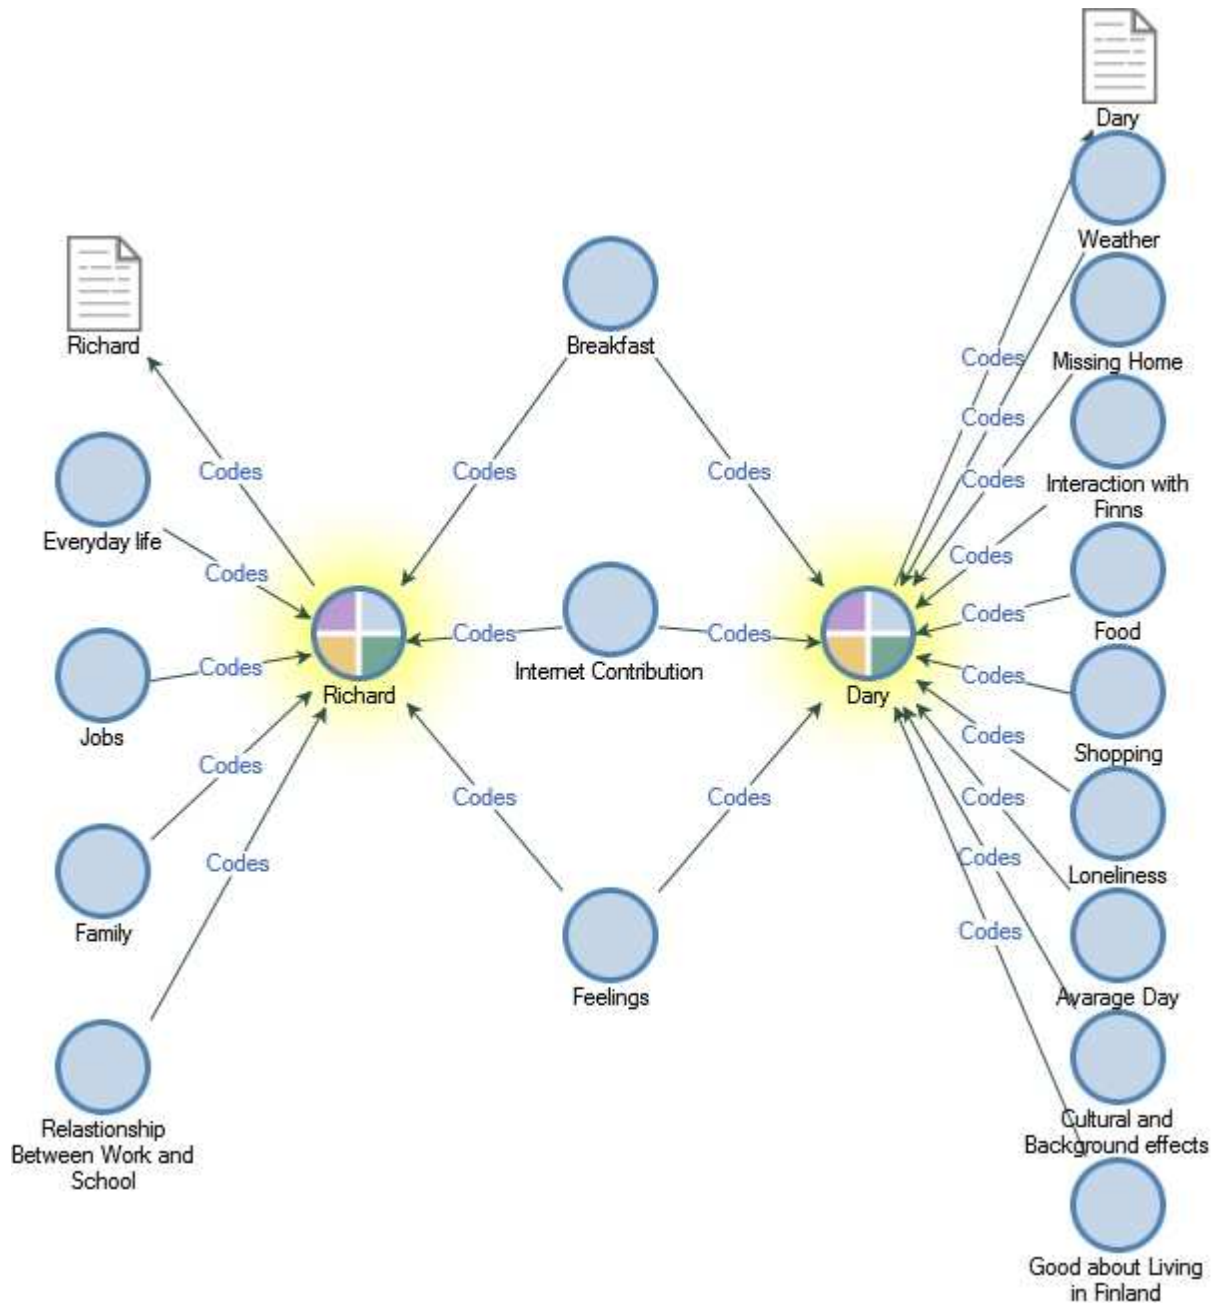 Dary
Weather
Richard
Breakfast
Codes
Missing Home
Codes
Codes
Codes
Codes
Codes
Interaction with
Finns
Everyday life
Codes
Codes
Codes
Food
Codes
Codes
Internet Contribution
Codes
Codes
Richard
Dary
Jobs
Codes
Shopping
Codes
Codes
Codes
Codes
Codes
Codes
Loneliness
Family
Codes
Feelings
Avarage Day
Relastionship
Between Work and
School
Cultural and
Background effects
Good about Living
in Finland